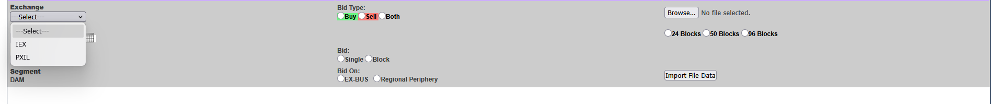 Exchange
---Select---
---Select---
IEX
PXIL
Segment
DAM
Bid Type:
Buy Sell Both
Bid:
Single Block
Bid On:
EX-BUS Regional Periphery
Browse... No file selected.
24 Blocks 50 Blocks 96 Blocks
Import File Data